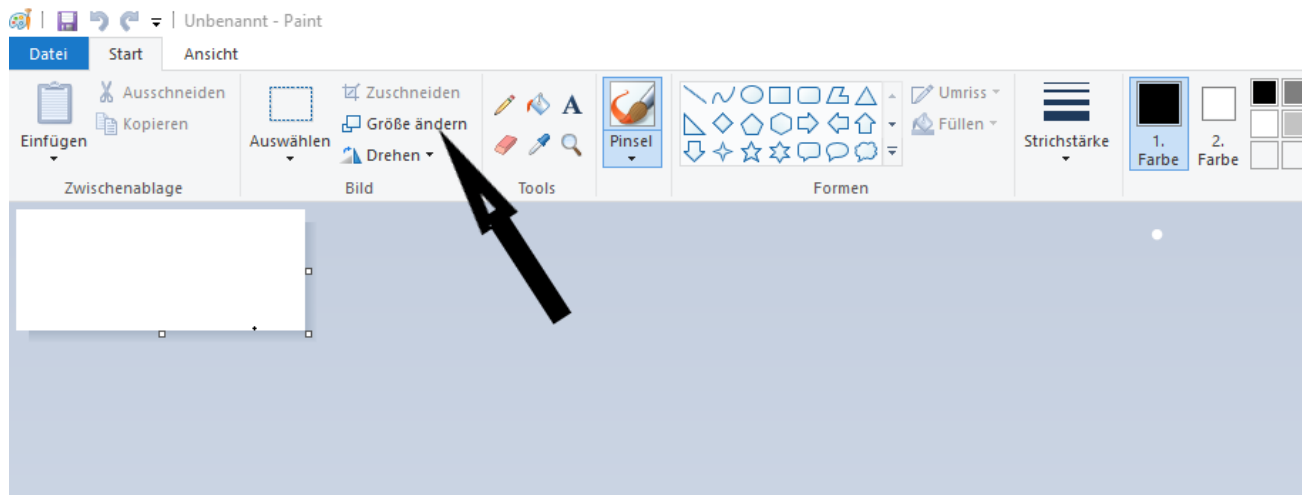 Unbenannt - Paint
Datei Start Ansicht
Einfügen
Ausschneiden
Kopieren
Zwischenablage
Auswählen
Zuschneiden
Größe ändern
Drehen
Bild
A
Tools
Pinsel
Formen
Umriss
Füllen
Strichstärke
1.
Farbe
2.
Farbe